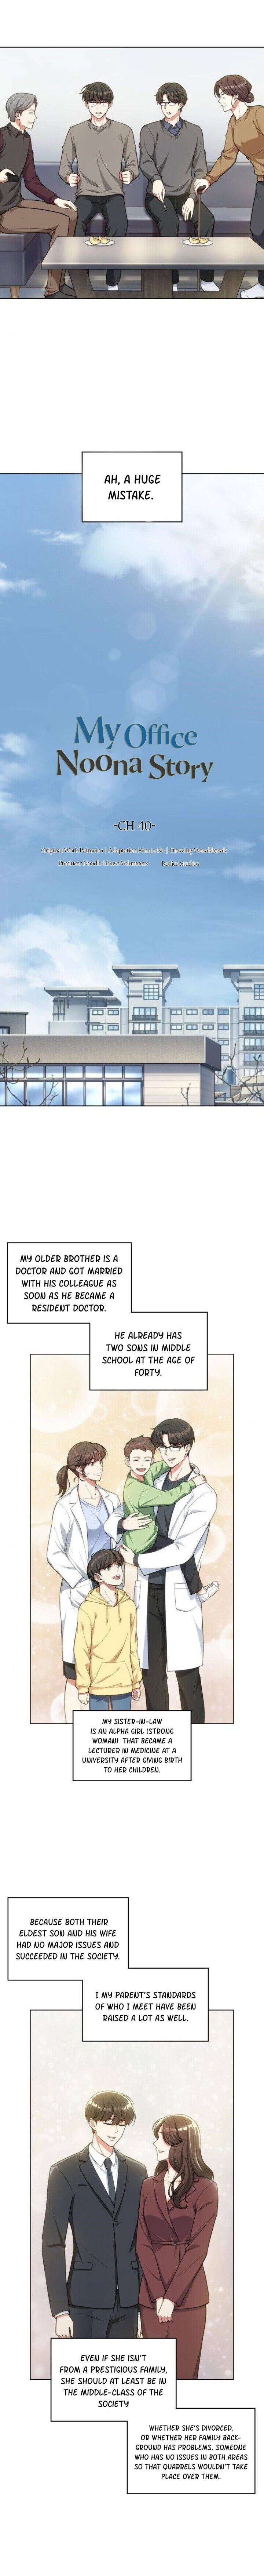 AH, A HUGE
MISTAKE.
My Office
Noona Story
-CH 40-
MY OLDER BROTHER IS A
DOCTOR AND GOT MARRIED
WITH HIS COLLEAGUE AS
SOON AS HE BECAME A
RESIDENT DOCTOR.
HE ALREADY HAS
TWO SONS IN MIDDLE
SCHOOL AT THE AGE OF
FORTY.
MY SISTER-IN-LAW
IS AN ALPHA GIRL (STRONG
WOMAN) THAT BECAME A
LECTURER IN MEDICINE AT A
UNIVERSITY AFTER GIVING BIRTH
TO HER CHILDREN.
BECAUSE BOTH THEIR
ELDEST SON AND HIS WIFE
HAD NO MAJOR ISSUES AND
SUCCEEDED IN THE SOCIETY.
I MY PARENT'S STANDARDS
OF WHO I MEET HAVE BEEN
RAISED A LOT AS WELL.
EVEN IF SHE ISN'T
FROM A PRESTIGIOUS FAMILY,
SHE SHOULD AT LEAST BE IN
THE MIDDLE-CLASS OF THE
SOCIETY
WHETHER SHE'S DIVORCED,
OR WHETHER HER FAMILY BACK-
GROUND HAS PROBLEMS. SOMEONE
WHO HAS NO ISSUES IN BOTH AREAS
SO THAT QUARRELS WOULDN'T TAKE
PLACE OVER THEM.